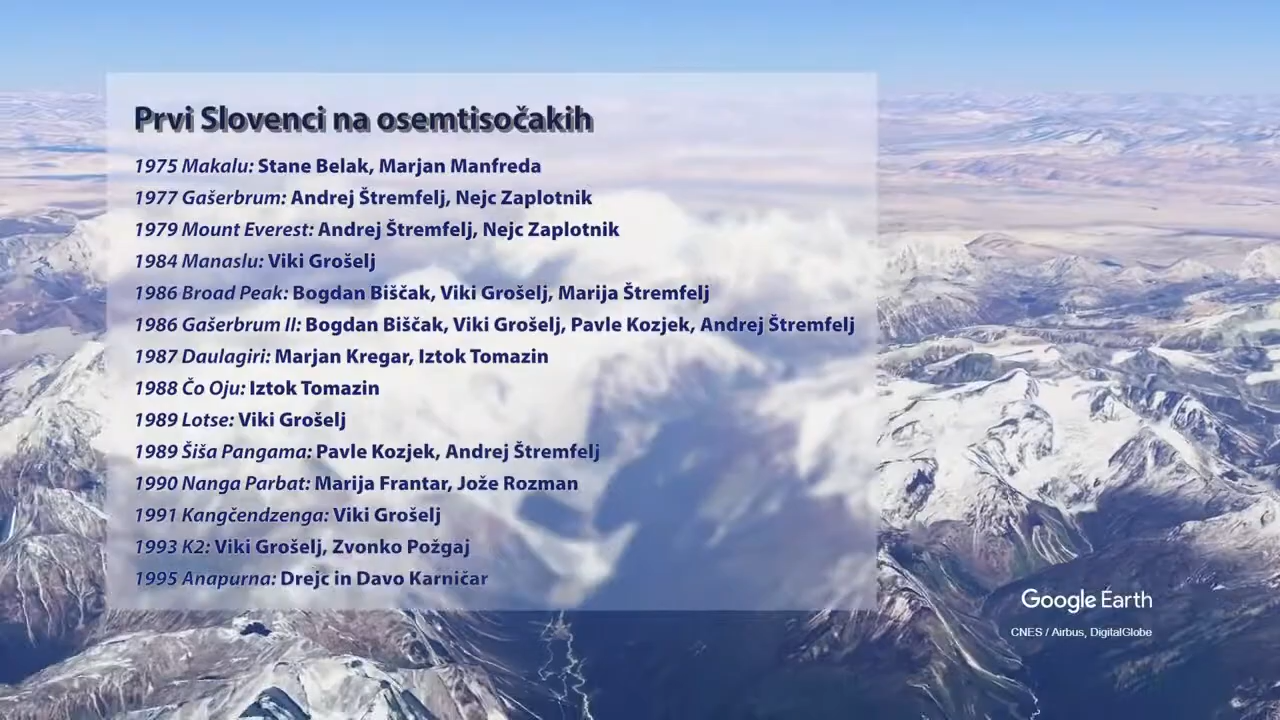 Prvi Slovenci na osemtisočakih
1975 Makalu: Stane Belak, Marjan Manfreda
1977 Gašerbrum: Andrej Štremfelj, Nejc Zaplotnik
1979 Mount Everest: Andrej Štremfelj, Nejc Zaplotnik
1984 Manaslu: Viki Grošelj
1986 Broad Peak: Bogdan Biščak, Viki Grošelj, Marija Štremfelj
1986 Gašerbrum II: Bogdan Biščak, Viki Grošelj, Pavle Kozjek, Andrej Štremfelj
1987 Daulagiri: Marjan Kregar, Iztok Tomazin
1988 Čo Oju: Iztok Tomazin
1989 Lotse: Viki Grošelj
1989 Šiša Pangama: Pavle Kozjek, Andrej Štremfelj
1990 Nanga Parbat: Marija Frantar, Jože Rozman
1991 Kangčendzenga: Viki Grošelj
1993 K2: Viki Grošelj, Zvonko Požgaj
1995 Anapurna: Drejc in Davo Karničar
Google Earth
CNES / Airbus, DigitalGlobe